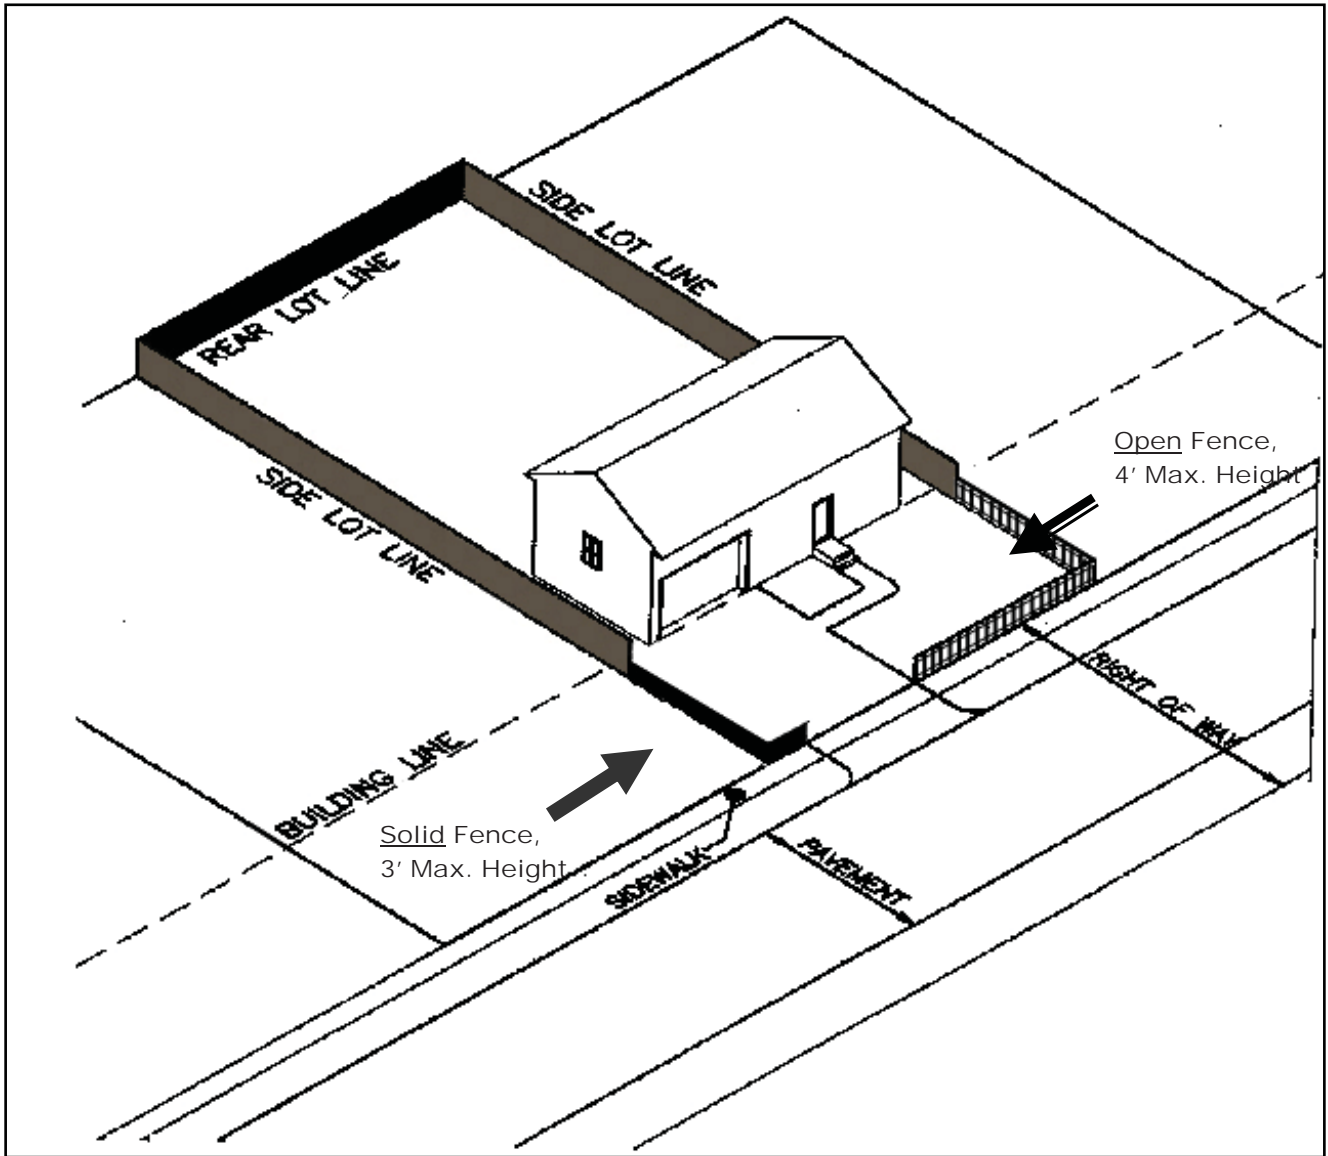 SIDE LOT LINE
REAR LOT LINE
Open Fence,
4' Max. Height
SIDE LOT LINE
RIGHT OF WAY
BUILDING LINE
Solid Fence,
3' Max. Height
SIDEWALK
PAVEMENT